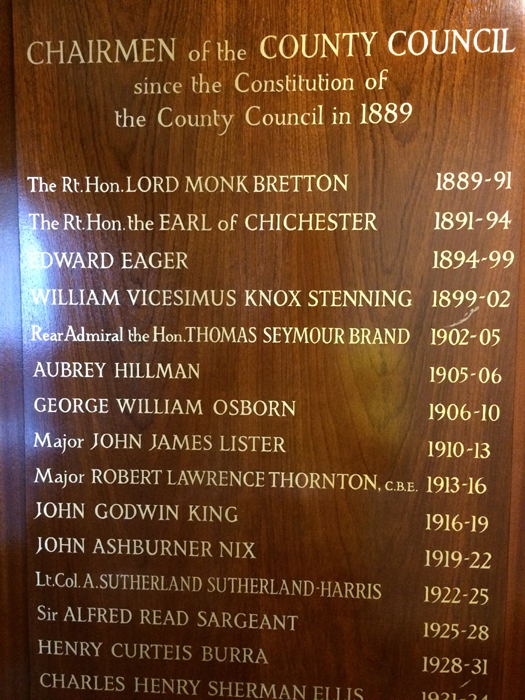 CHAIRMEN of the COUNTY COUNCIL
since the Constitution of
the County Council in 1889
The Rt. Hon. LORD MONK BRETTON 1889-91
The Rt. Hon. the EARL of CHICHESTER 1891-94
EDWARD EAGER 1894-99
WILLIAM VICESIMUS KNOX STENNING 1899-02
Rear Admiral the Hon. THOMAS SEYMOUR BRAND 1902-05
AUBREY HILLMAN 1905-06
GEORGE WILLIAM OSBORN 1906-10
Major JOHN JAMES LISTER 1910-13
Major ROBERT LAWRENCE THORNTON, C.B.E. 1913-16
JOHN GODWIN KING 1916-19
JOHN ASHBURNER NIX 1919-22
Lt. Col. A. SUTHERLAND SUTHERLAND-HARRIS 1922-25
Sir ALFRED READ SARGEANT 1925-28
HENRY CURTEIS BURRA 1928-31
CHARLES HENRY SHERMAN ELLIS 1931-34